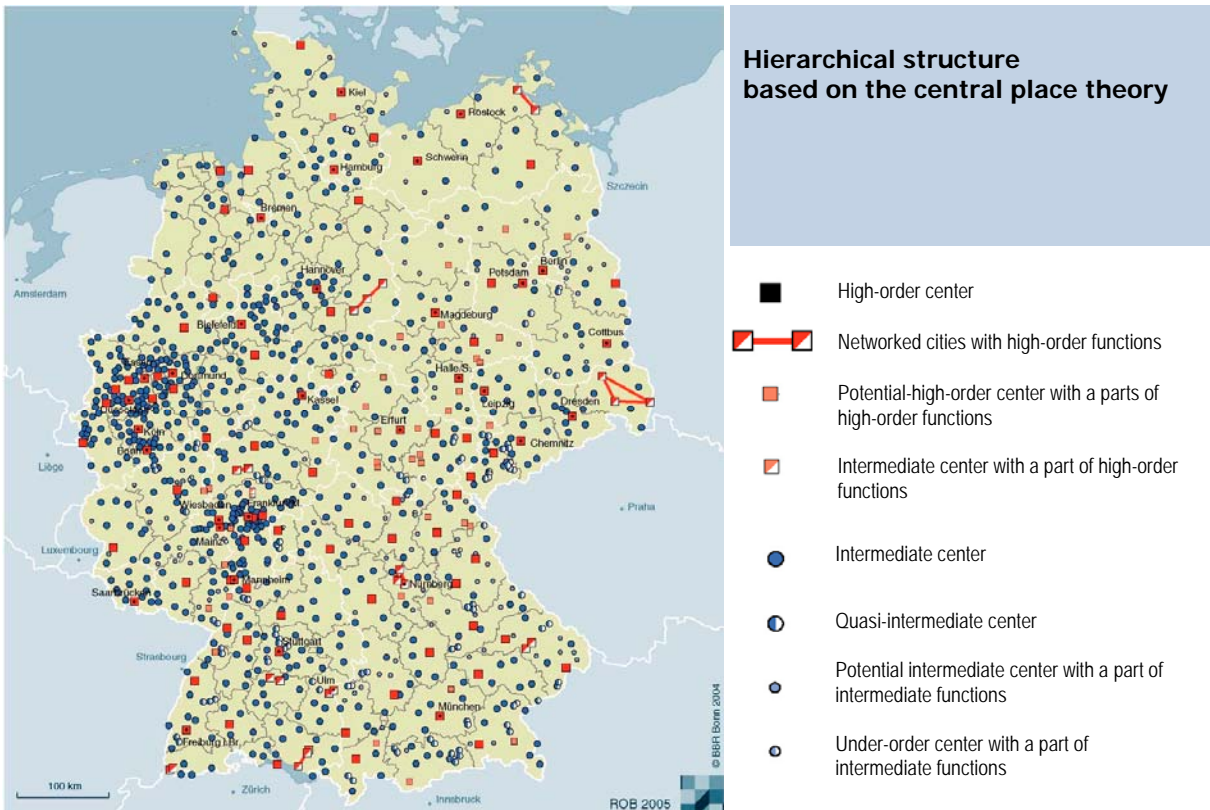 Hierarchical structure
based on the central place theory
High-order center
Networked cities with high-order functions
Potential-high-order center with a parts of
high-order functions
Intermediate center with a part of high-order
functions
Intermediate center
Quasi-intermediate center
Potential intermediate center with a part of
intermediate functions
Under-order center with a part of
intermediate functions
Kiel
Rostock
Schwerin
Hamburg
Szczecin
Bremen
Berlin
Hannover
Potsdam
Amsterdam
Magdeburg
Bielefeld
Cottbus
Essen
Dortmund
Halle/S.
Düsseldorf
Kassel
Leipzig
Dresden
Erfurt
Köln
Chemnitz
Bonn
Liège
Wiesbaden
Frankfurt
Praha
Mainz
Luxembourg
Mannheim
Nürnberg
Saarbrücken
Stuttgart
Strasbourg
Ulm
München
Freiburg i.Br.
100 km
Zürich
Innsbruck
© BBR Bonn 2004
ROB 2005